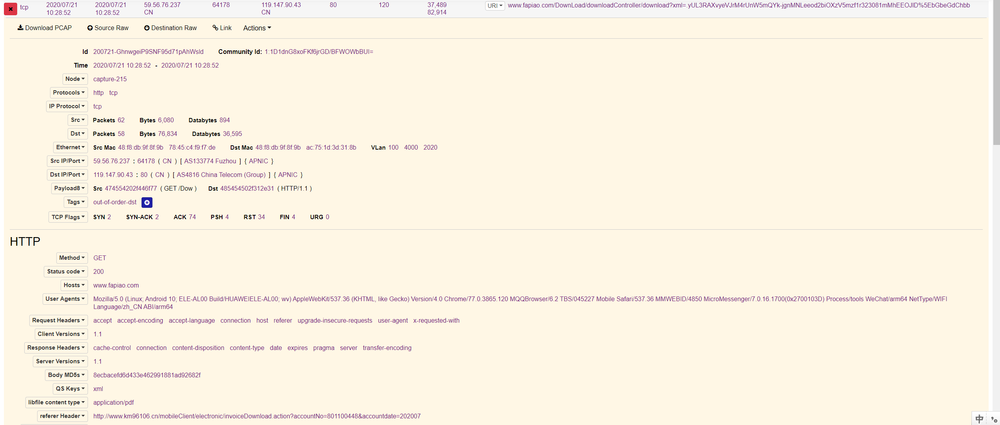 tcp 2020/07/21 10:28:52 2020/07/21 10:28:52 59.56.76.237 CN 64178 119.147.90.43 CN 80 120 37,489 82,914 URI www.fapiao.com/DownLoad/downloadController/download?xml=.yUL3RAXvyeVJrM4rUnW5mQYk-jgnMNLeeod2biOXzV5mzf1r323081mMhEEOJlD%5EbGbeGdChbb
Download PCAP Source Raw Destination Raw Link Actions
Id 200721-GhnwgeiP9SNF95d71pAhWsld Community Id: 1:1D1dnG8xoFKf6jrGD/BFWOWbBUI=
Time 2020/07/21 10:28:52 - 2020/07/21 10:28:52
Node capture-215
Protocols http tcp
IP Protocol tcp
Src Packets 62 Bytes 6,080 Databytes 894
Dst Packets 58 Bytes 76,834 Databytes 36,595
Ethernet Src Mac 48:f8:db:9f:8f:9b 78:45:c4:f9:f7:de Dst Mac 48:f8:db:9f:8f:9b ac:75:1d:3d:31:8b VLan 100 4000 2020
Src IP/Port 59.56.76.237 : 64178 ( CN ) [ AS133774 Fuzhou ] { APNIC }
Dst IP/Port 119.147.90.43 : 80 ( CN ) [ AS4816 China Telecom (Group) ] { APNIC }
Payload8 Src 474554202f446f77 ( GET /Dow ) Dst 485454502f312e31 ( HTTP/1.1 )
Tags out-of-order-dst
TCP Flags SYN 2 SYN-ACK 2 ACK 74 PSH 4 RST 34 FIN 4 URG 0
HTTP
Method GET
Status code 200
Hosts www.fapiao.com
User Agents Mozilla/5.0 (Linux; Android 10; ELE-AL00 Build/HUAWEIELE-AL00; wv) AppleWebKit/537.36 (KHTML, like Gecko) Version/4.0 Chrome/77.0.3865.120 MQQBrowser/6.2 TBS/045227 Mobile Safari/537.36 MMWEBID/4850 MicroMessenger/7.0.16.1700(0x2700103D) Process/tools WeChat/arm64 NetType/WIFI
Language/zh_CN ABI/arm64
Request Headers accept accept-encoding accept-language connection host referer upgrade-insecure-requests user-agent x-requested-with
Client Versions 1.1
Response Headers cache-control connection content-disposition content-type date expires pragma server transfer-encoding
Server Versions 1.1
Body MD5s 8ecbacefd6d433e462991881ad92682f
QS Keys xml
libfile content type application/pdf
referer Header http://www.km96106.cn/mobileClient/electronic/invoiceDownload.action?accountNo=801100448&accountdate=202007
中